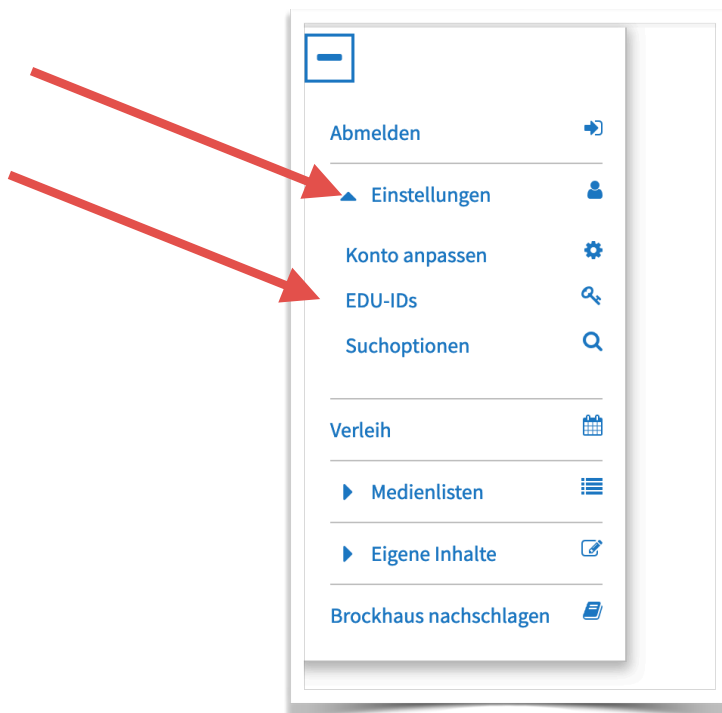 Abmelden
Einstellungen
Konto anpassen
EDU-IDs
Suchoptionen
Verleih
Medienlisten
Eigene Inhalte
Brockhaus nachschlagen